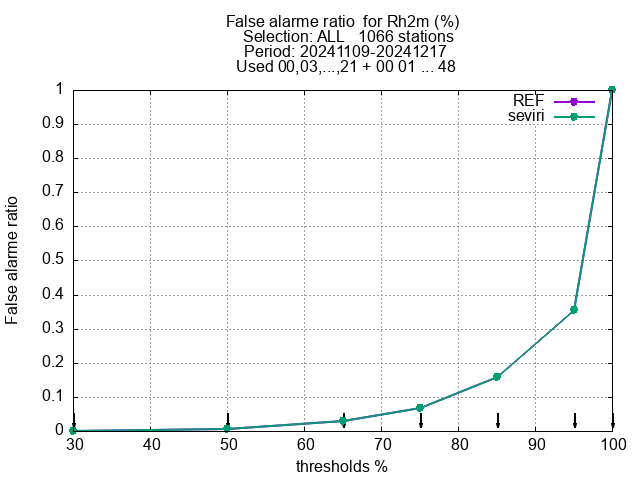 False alarme ratio  for Rh2m (%)
Selection: ALL   1066 stations
Period: 20241109-20241217
Used 00,03,...,21 + 00 01 ... 48
REF
seviri
1
0.9
0.8
0.7
0.6
0.5
0.4
0.3
0.2
0.1
0
False alarme ratio
30 40 50 60 70 80 90 100
thresholds %